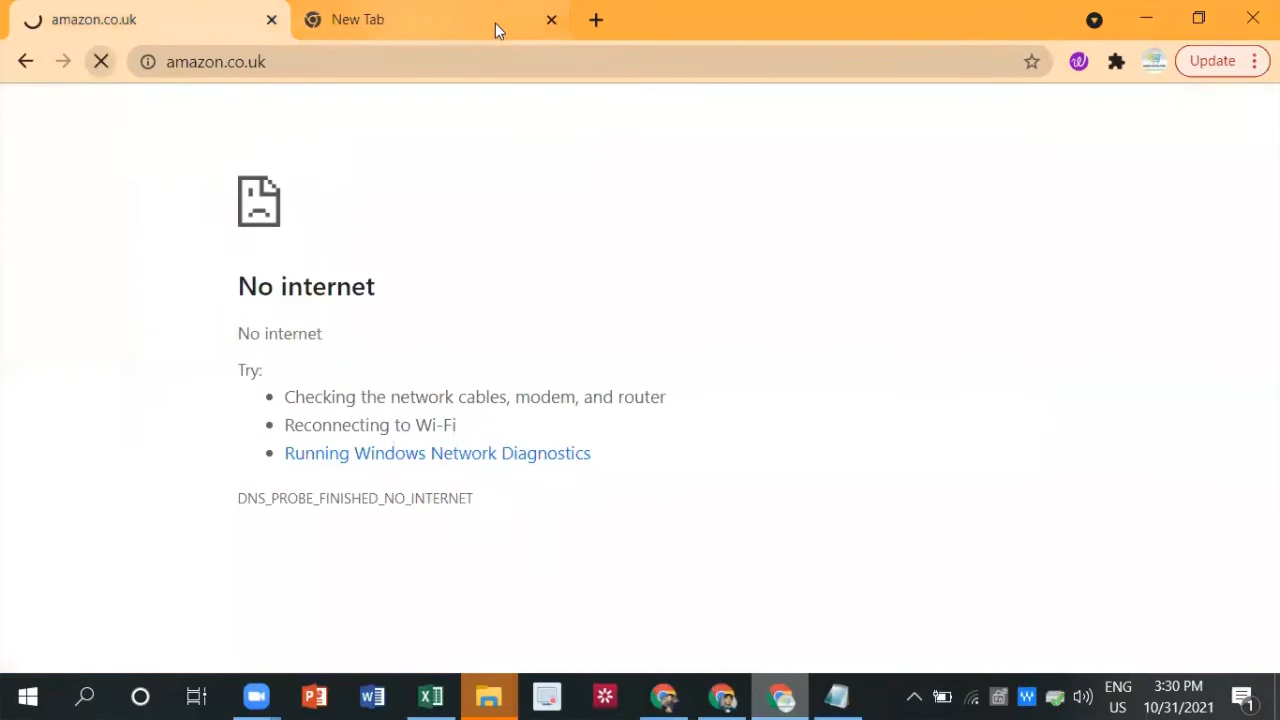 amazon.co.uk
New Tab
amazon.co.uk
Update
No internet
No internet
Try:
Checking the network cables, modem, and router
Reconnecting to Wi-Fi
Running Windows Network Diagnostics
DNS_PROBE_FINISHED_NO_INTERNET
ENG
US
3:30 PM
10/31/2021
1